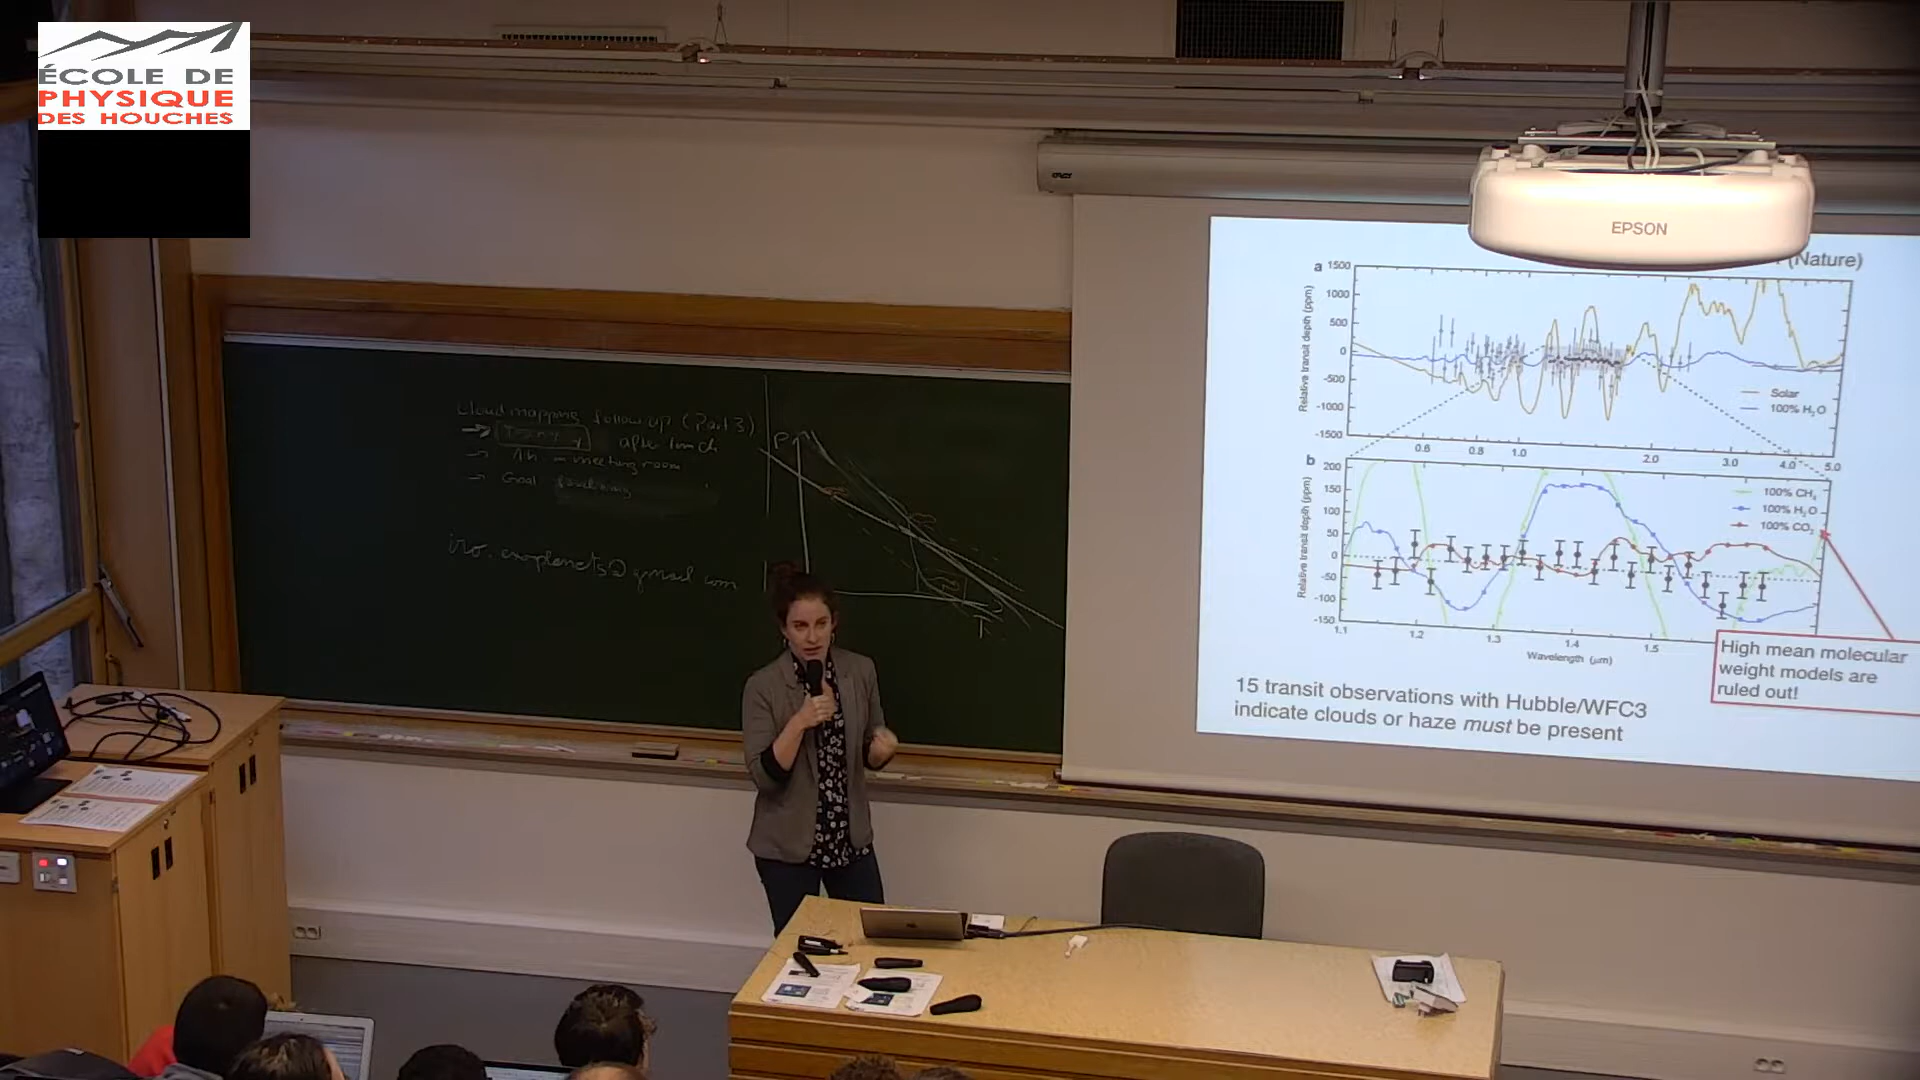 ÉCOLE DE
PHYSIQUE
DES HOUCHES
EPSON
(Nature)
a
1500
1000
500
0
-500
-1000
-1500
Relative transit depth (ppm)
Solar
100% H₂O
0.6 0.8 1.0 2.0 3.0 4.0 5.0
b
200
150
100
50
0
-50
-100
-150
Relative transit depth (ppm)
100% CH₄
100% H₂O
100% CO₂
1.1 1.2 1.3 1.4 1.5
Wavelength (μm)
High mean molecular
weight models are
ruled out!
15 transit observations with Hubble/WFC3
indicate clouds or haze must be present
Cloud mapping follow up (Part 3)
after lunch
1h in meeting room
Goal
exoplanets@gmail.com
P
T